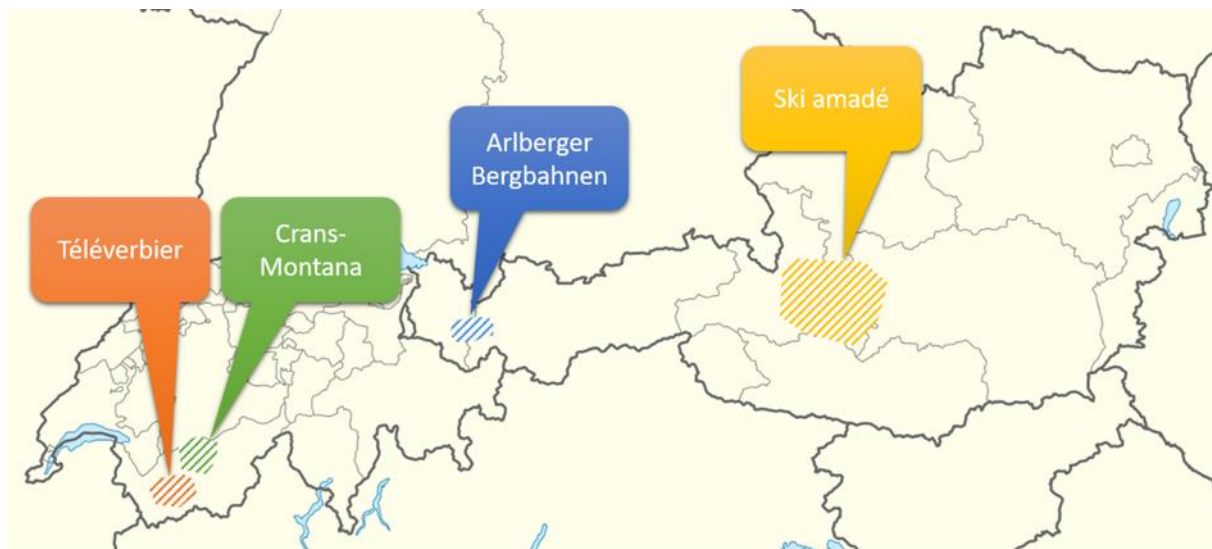 Téléverbier
Crans-
Montana
Arlberger
Bergbahnen
Ski amadé